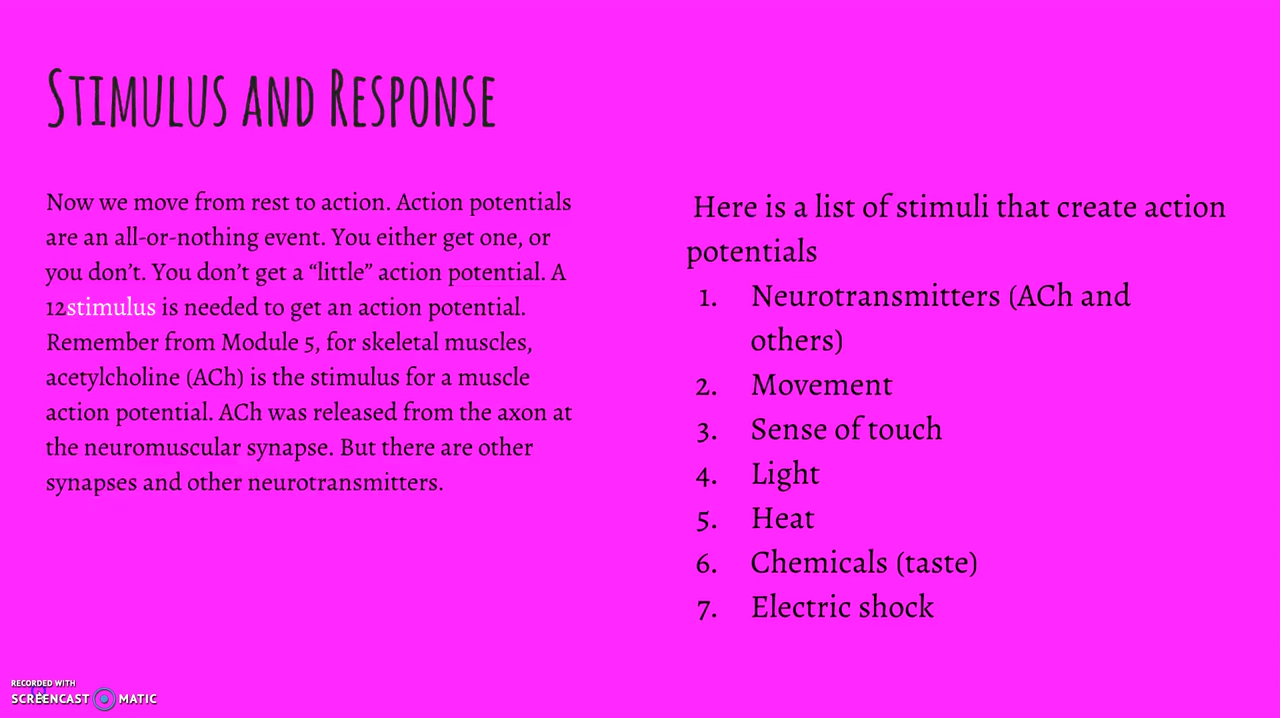 Stimulus and Response
Now we move from rest to action. Action potentials
are an all-or-nothing event. You either get one, or
you don’t. You don’t get a “little” action potential. A
12stimulus is needed to get an action potential.
Remember from Module 5, for skeletal muscles,
acetylcholine (ACh) is the stimulus for a muscle
action potential. ACh was released from the axon at
the neuromuscular synapse. But there are other
synapses and other neurotransmitters.
Here is a list of stimuli that create action
potentials
1. Neurotransmitters (ACh and
others)
2. Movement
3. Sense of touch
4. Light
5. Heat
6. Chemicals (taste)
7. Electric shock
RECORDED WITH
SCREENCAST MATIC